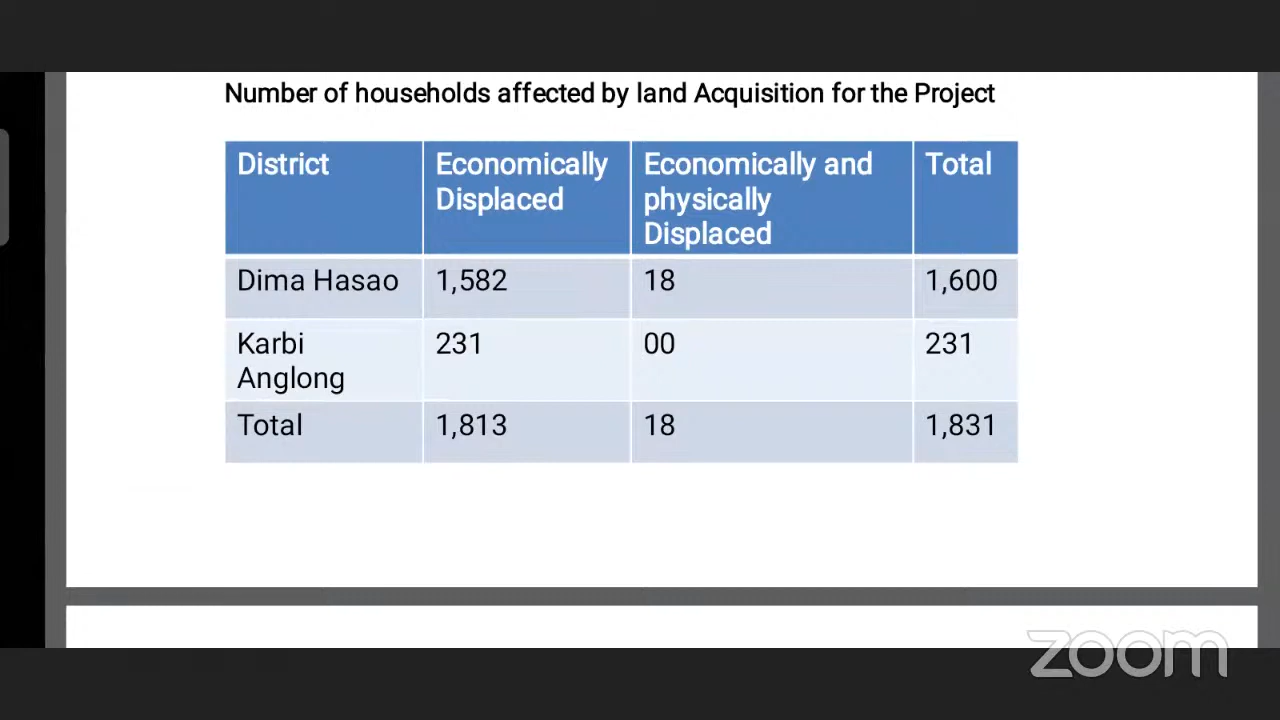 Number of households affected by land Acquisition for the Project
District Economically Displaced Economically and physically Displaced Total
Dima Hasao 1,582 18 1,600
Karbi Anglong 231 00 231
Total 1,813 18 1,831
zoom